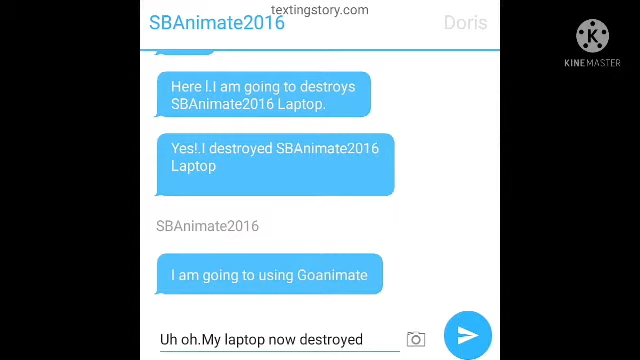 textingstory.com
SBAnimate2016
Doris
K
KINEMASTER
Here I.I am going to destroys
SBAnimate2016 Laptop.
Yes!.I destroyed SBAnimate2016
Laptop
SBAnimate2016
I am going to using Goanimate
Uh oh.My laptop now destroyed